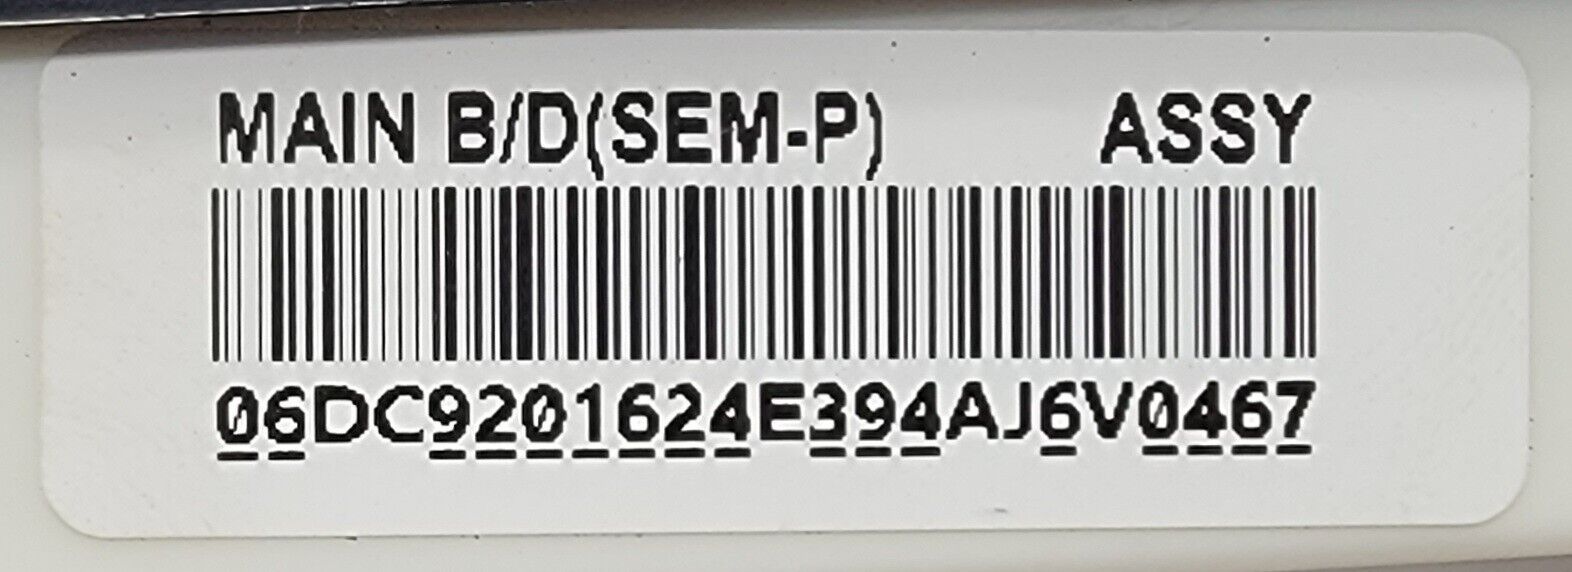 MAIN B/D(SEM-P) ASSY
06DC9201624E394AJ6V0467